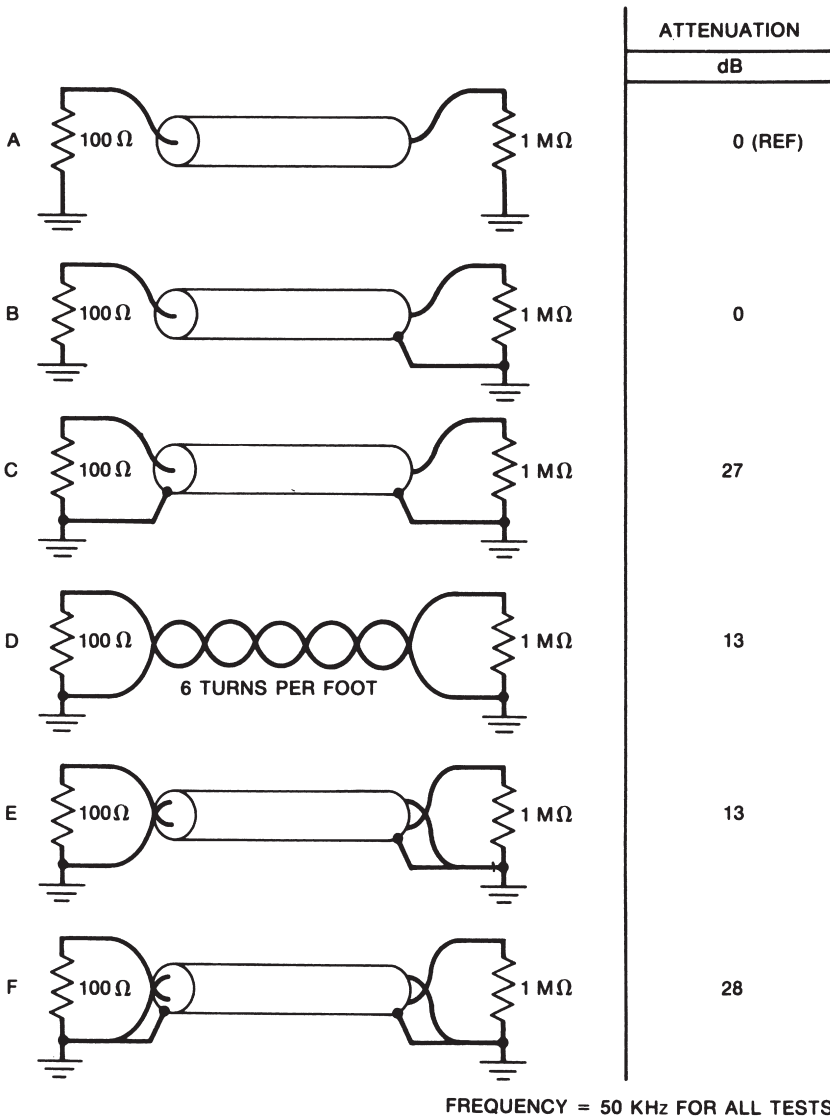 ATTENUATION
dB
A 100 Ω 1 MΩ 0 (REF)
B 100 Ω 1 MΩ 0
C 100 Ω 1 MΩ 27
D 100 Ω 1 MΩ 13
6 TURNS PER FOOT
E 100Ω 1 MΩ 13
F 100 Ω 1 MΩ 28
FREQUENCY = 50 KHz FOR ALL TESTS